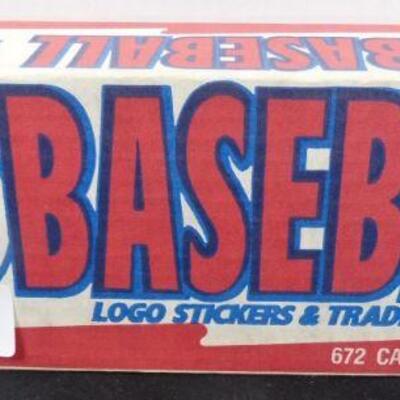 BASEBALL
BASEB
LOGO STICKERS & TRAD
672 CA